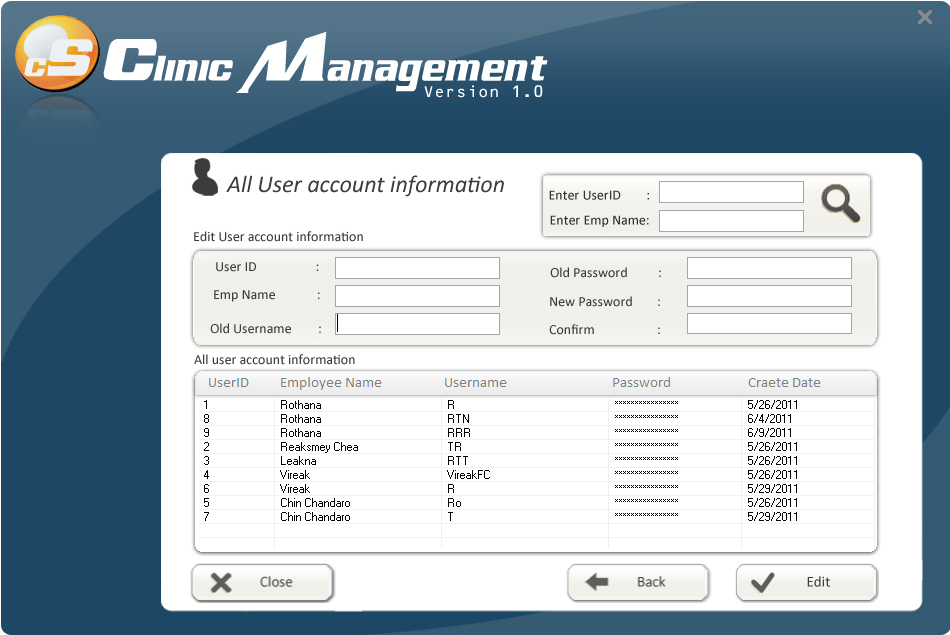 CS Clinic Management
Version 1.0
All User account information
Enter UserID :
Enter Emp Name:
Edit User account information
User ID : Old Password :
Emp Name : New Password :
Old Username : Confirm :
All user account information
UserID Employee Name Username Password Craete Date
1 Rothana R *************** 5/26/2011
8 Rothana RTN *************** 6/4/2011
9 Rothana RRR *************** 6/9/2011
2 Reaksmey Chea TR *************** 5/26/2011
3 Leakna RTT *************** 5/26/2011
4 Vireak VireakFC *************** 5/26/2011
6 Vireak R *************** 5/29/2011
5 Chin Chandaro Ro *************** 5/26/2011
7 Chin Chandaro T *************** 5/29/2011
Close Back Edit